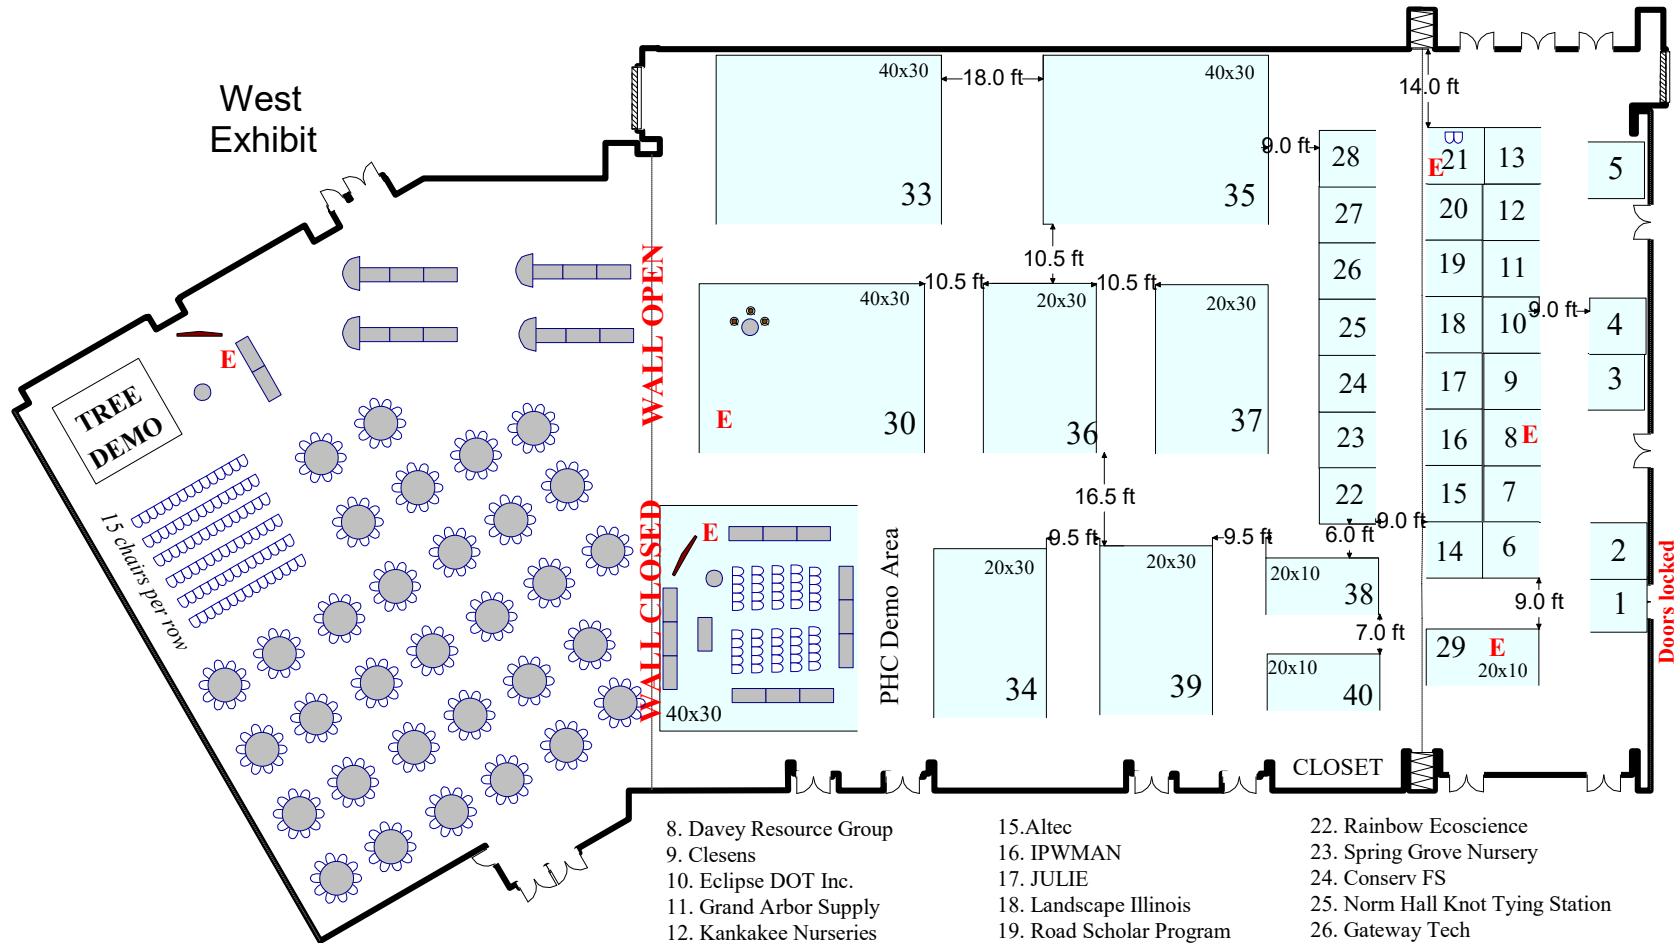 West
Exhibit
40x30
18.0 ft
40x30
14.0 ft
9.0 ft
33
35
28
E
21
13
5
27
20
12
10.5 ft
WALL OPEN
26
19
11
40x30
10.5 ft
20x30
10.5 ft
20x30
9.0 ft
25
18
10
4
E
24
17
9
3
TREE
DEMO
E
30
36
37
23
16
8
E
16.5 ft
22
15
7
15 chairs per row
WALL CLOSED
E
PHC Demo Area
9.5 ft
9.5 ft
6.0 ft
9.0 ft
14
6
2
20x30
20x30
20x10
38
9.0 ft
1
Doors locked
7.0 ft
29
E
20x10
40x30
34
39
20x10
40
CLOSET
8. Davey Resource Group
9. Clesens
10. Eclipse DOT Inc.
11. Grand Arbor Supply
12. Kankakee Nurseries
15.Altec
16. IPWMAN
17. JULIE
18. Landscape Illinois
19. Road Scholar Program
22. Rainbow Ecoscience
23. Spring Grove Nursery
24. Conserv FS
25. Norm Hall Knot Tying Station
26. Gateway Tech